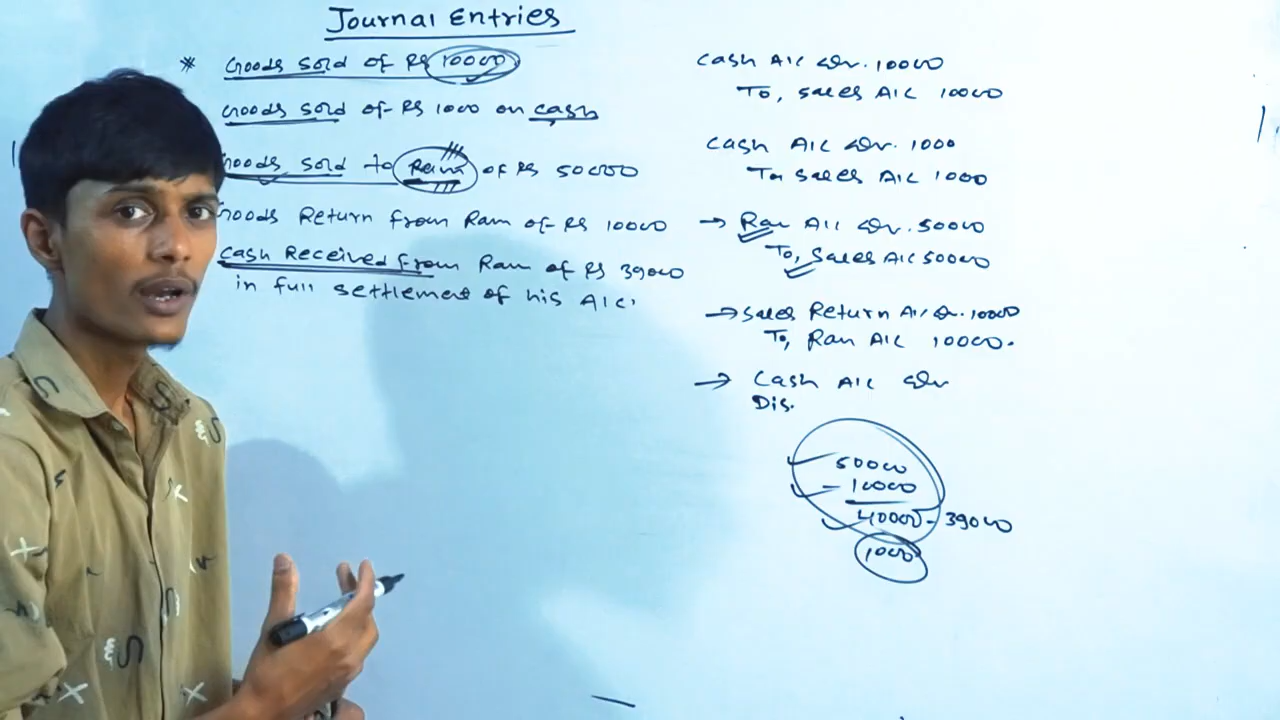 Journal Entries
* Goods sold of Rs 10000
Goods sold of Rs 1000 on cash
Goods sold to Ram of Rs 50000
Goods Return from Ram of Rs 10000
Cash Received from Ram of Rs 39000
in full settlement of his A/C.
Cash A/C Dr. 10000
To, Sales A/C 10000
Cash A/C Dr. 1000
To Sales A/C 1000
→ Ram A/C Dr. 50000
To, Sales A/C 50000
→ Sales Return A/C Dr. 10000
To, Ram A/C 10000.
→ Cash A/C Dr
Dis.
50000
- 10000
40000 - 39000
1000